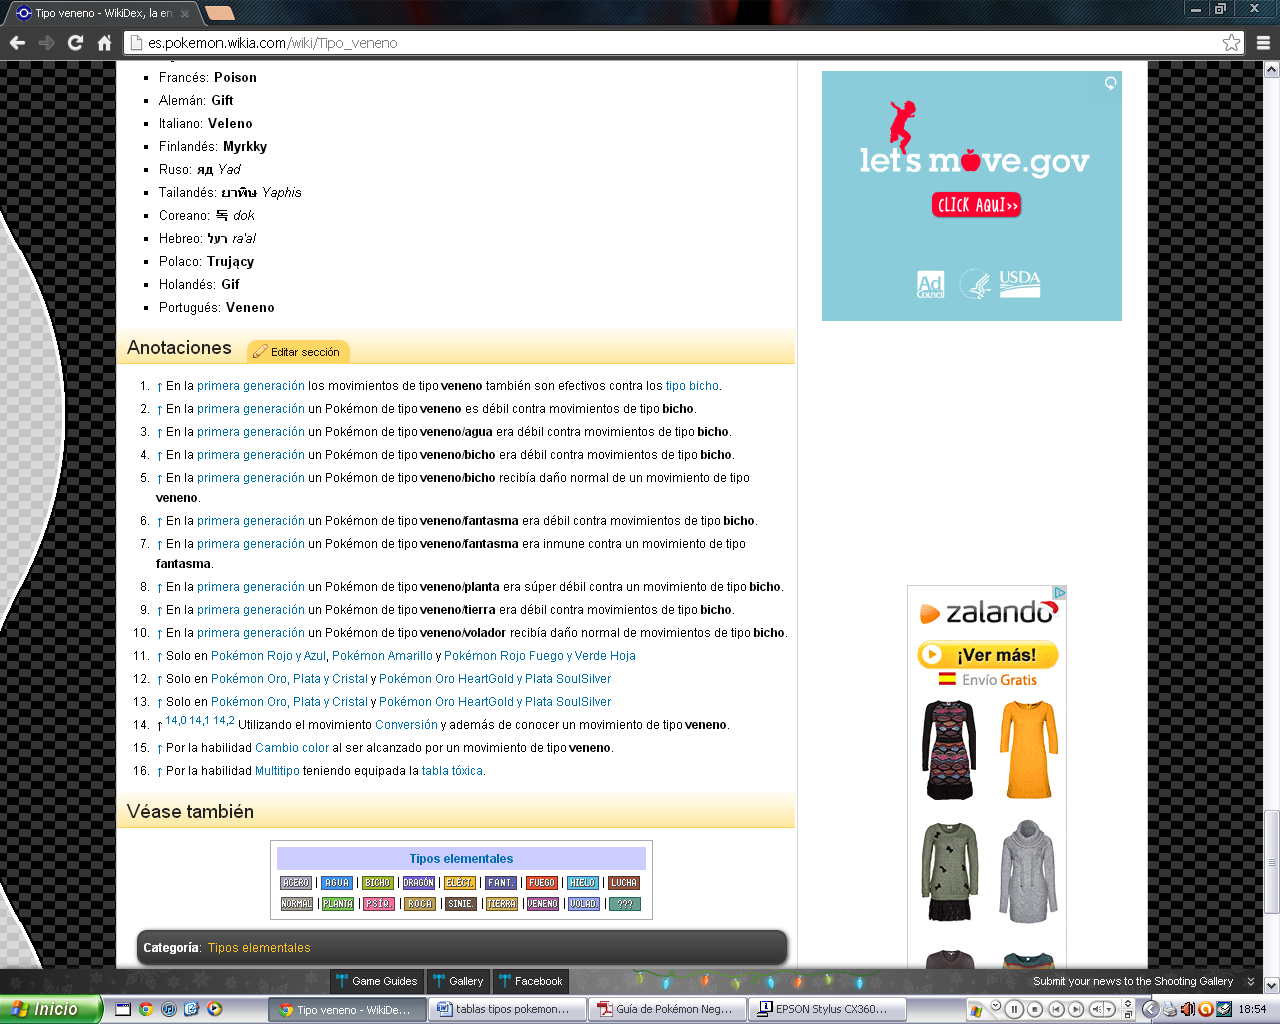 Tipo veneno - WikiDex, la en
es.pokemon.wikia.com/wiki/Tipo_veneno
Francés: Poison
Alemán: Gift
Italiano: Veleno
Finlandés: Myrkky
Ruso: яд Yad
Tailandés: ยาพิษ Yaphis
Coreano: 독 dok
Hebreo: רעל ra'al
Polaco: Trujący
Holandés: Gif
Portugués: Veneno
Anotaciones Editar sección
1. ↑ En la primera generación los movimientos de tipo veneno también son efectivos contra los tipo bicho.
2. ↑ En la primera generación un Pokémon de tipo veneno es débil contra movimientos de tipo bicho.
3. ↑ En la primera generación un Pokémon de tipo veneno/agua era débil contra movimientos de tipo bicho.
4. ↑ En la primera generación un Pokémon de tipo veneno/bicho era débil contra movimientos de tipo bicho.
5. ↑ En la primera generación un Pokémon de tipo veneno/bicho recibía daño normal de un movimiento de tipo
veneno.
6. ↑ En la primera generación un Pokémon de tipo veneno/fantasma era débil contra movimientos de tipo bicho.
7. ↑ En la primera generación un Pokémon de tipo veneno/fantasma era inmune contra un movimiento de tipo
fantasma.
8. ↑ En la primera generación un Pokémon de tipo veneno/planta era súper débil contra un movimiento de tipo bicho.
9. ↑ En la primera generación un Pokémon de tipo veneno/tierra era débil contra movimientos de tipo bicho.
10. ↑ En la primera generación un Pokémon de tipo veneno/volador recibía daño normal de movimientos de tipo bicho.
11. ↑ Solo en Pokémon Rojo y Azul, Pokémon Amarillo y Pokémon Rojo Fuego y Verde Hoja
12. ↑ Solo en Pokémon Oro, Plata y Cristal y Pokémon Oro HeartGold y Plata SoulSilver
13. ↑ Solo en Pokémon Oro, Plata y Cristal y Pokémon Oro HeartGold y Plata SoulSilver
14. ↑ 14,0 14,1 14,2 Utilizando el movimiento Conversión y además de conocer un movimiento de tipo veneno.
15. ↑ Por la habilidad Cambio color al ser alcanzado por un movimiento de tipo veneno.
16. ↑ Por la habilidad Multitipo teniendo equipada la tabla tóxica.
Véase también
Tipos elementales
ACERO | AGUA | BICHO | DRAGÓN | ELÉCT. | FANT. | FUEGO | HIELO | LUCHA
NORMAL | PLANTA | PSÍQ. | ROCA | SINIE. | TIERRA | VENENO | VOLAD. | ???
Categoría: Tipos elementales
let's move.gov
CLICK AQUI>>
Ad Council
USDA
zalando
¡Ver más!
Envío Gratis
Game Guides Gallery Facebook Submit your news to the Shooting Gallery
Inicio Tipo veneno - WikiDe... tablas tipos pokemon... Guía de Pokémon Neg... EPSON Stylus CX360... 18:54